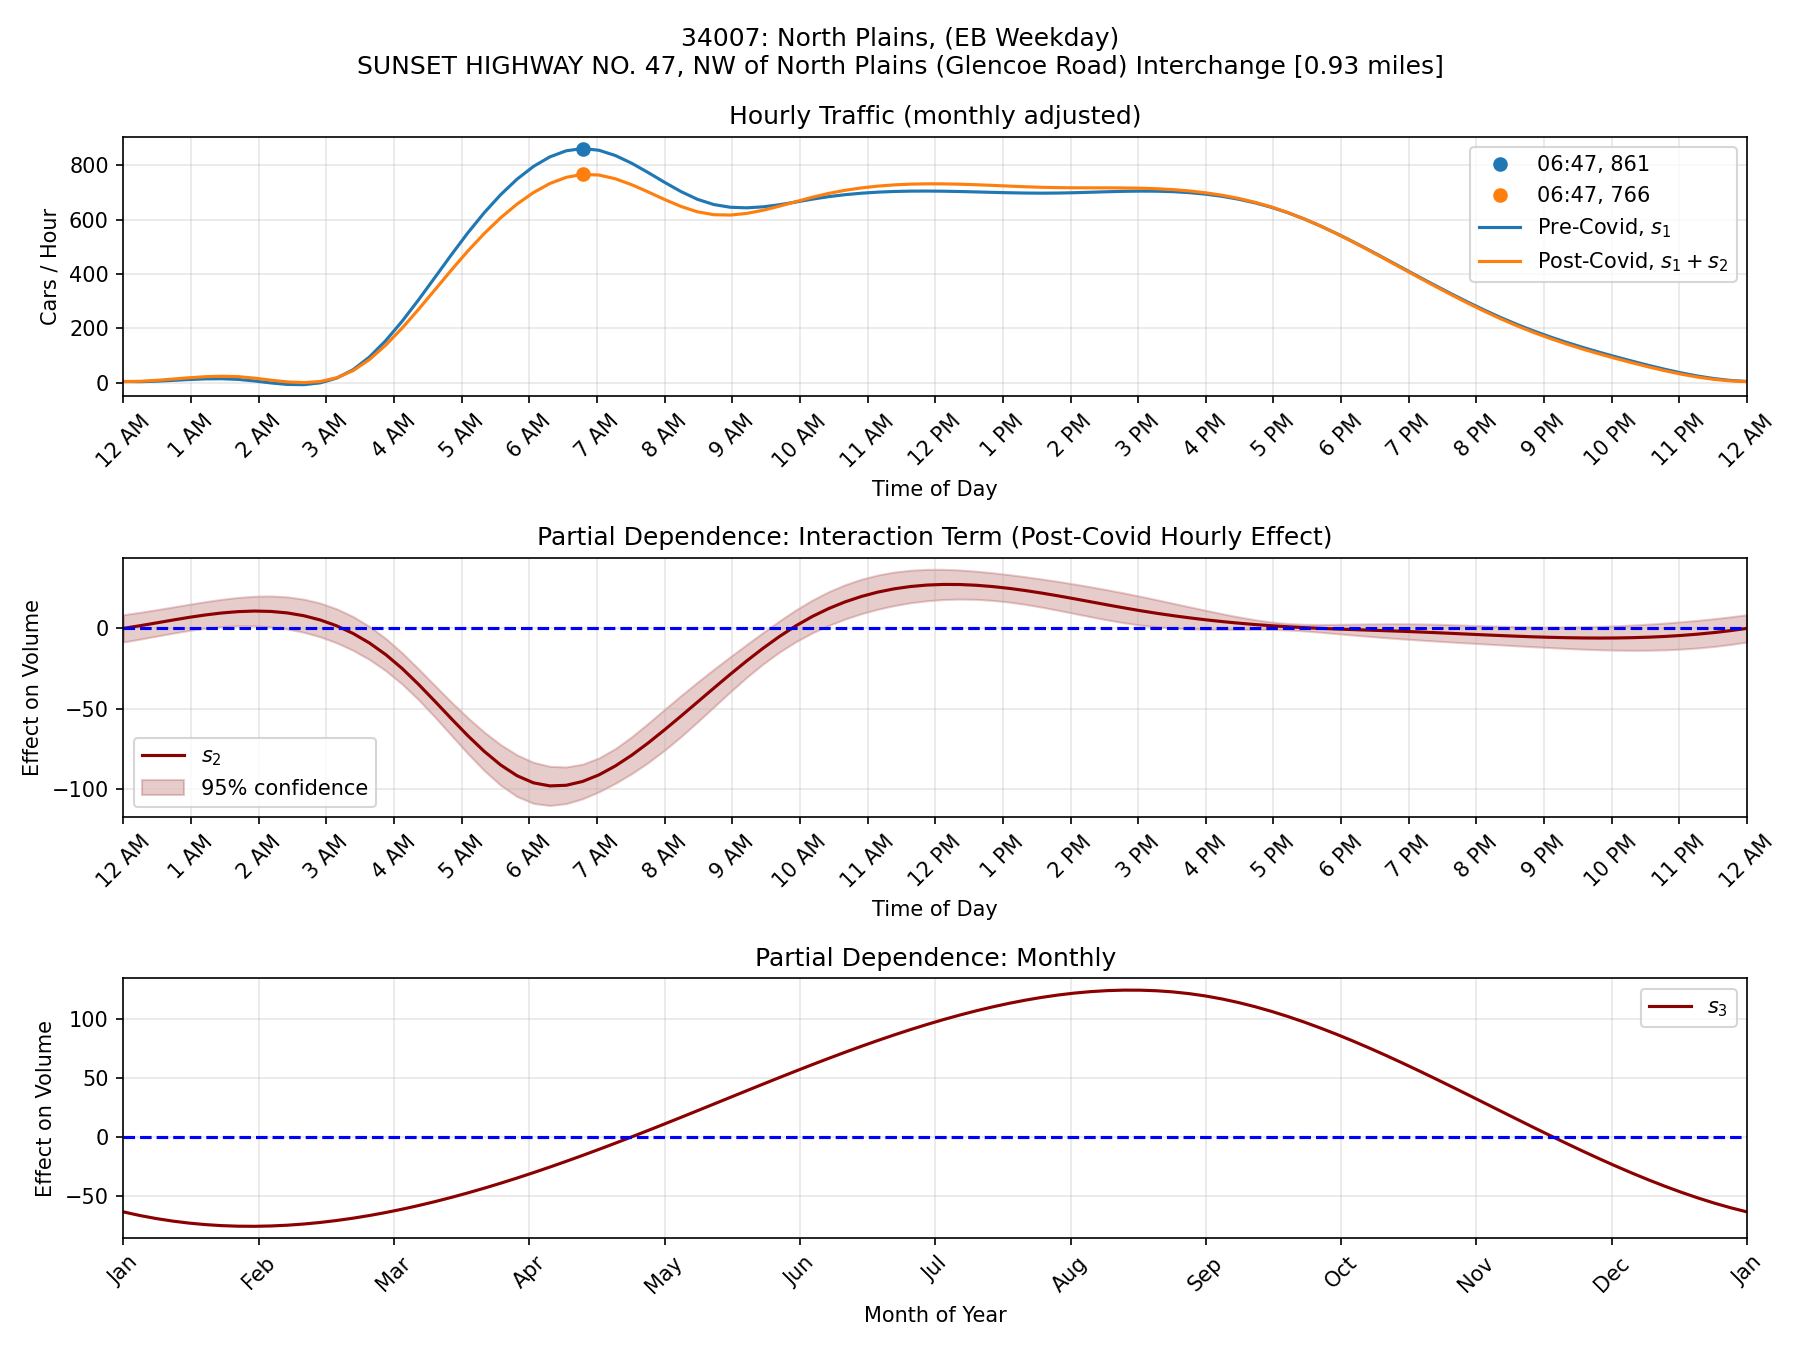 34007: North Plains, (EB Weekday)
SUNSET HIGHWAY NO. 47, NW of North Plains (Glencoe Road) Interchange [0.93 miles]
Hourly Traffic (monthly adjusted)
Cars / Hour
800
600
400
200
0
06:47, 861
06:47, 766
Pre-Covid, s₁
Post-Covid, s₁ + s₂
12 AM 1 AM 2 AM 3 AM 4 AM 5 AM 6 AM 7 AM 8 AM 9 AM 10 AM 11 AM 12 PM 1 PM 2 PM 3 PM 4 PM 5 PM 6 PM 7 PM 8 PM 9 PM 10 PM 11 PM 12 AM
Time of Day
Partial Dependence: Interaction Term (Post-Covid Hourly Effect)
Effect on Volume
0
−50
−100
s₂
95% confidence
12 AM 1 AM 2 AM 3 AM 4 AM 5 AM 6 AM 7 AM 8 AM 9 AM 10 AM 11 AM 12 PM 1 PM 2 PM 3 PM 4 PM 5 PM 6 PM 7 PM 8 PM 9 PM 10 PM 11 PM 12 AM
Time of Day
Partial Dependence: Monthly
Effect on Volume
100
50
0
−50
s₃
Jan Feb Mar Apr May Jun Jul Aug Sep Oct Nov Dec Jan
Month of Year